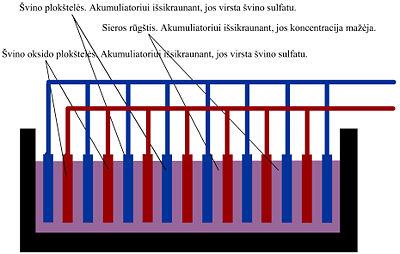 Švino plokštelės. Akumuliatoriui išsikraunant, jos virsta švino sulfatu.
Sieros rūgštis. Akumuliatoriui išsikraunant, jos koncentracija mažėja.
Švino oksido plokštelės. Akumuliatoriui išsikraunant, jos virsta švino sulfatu.